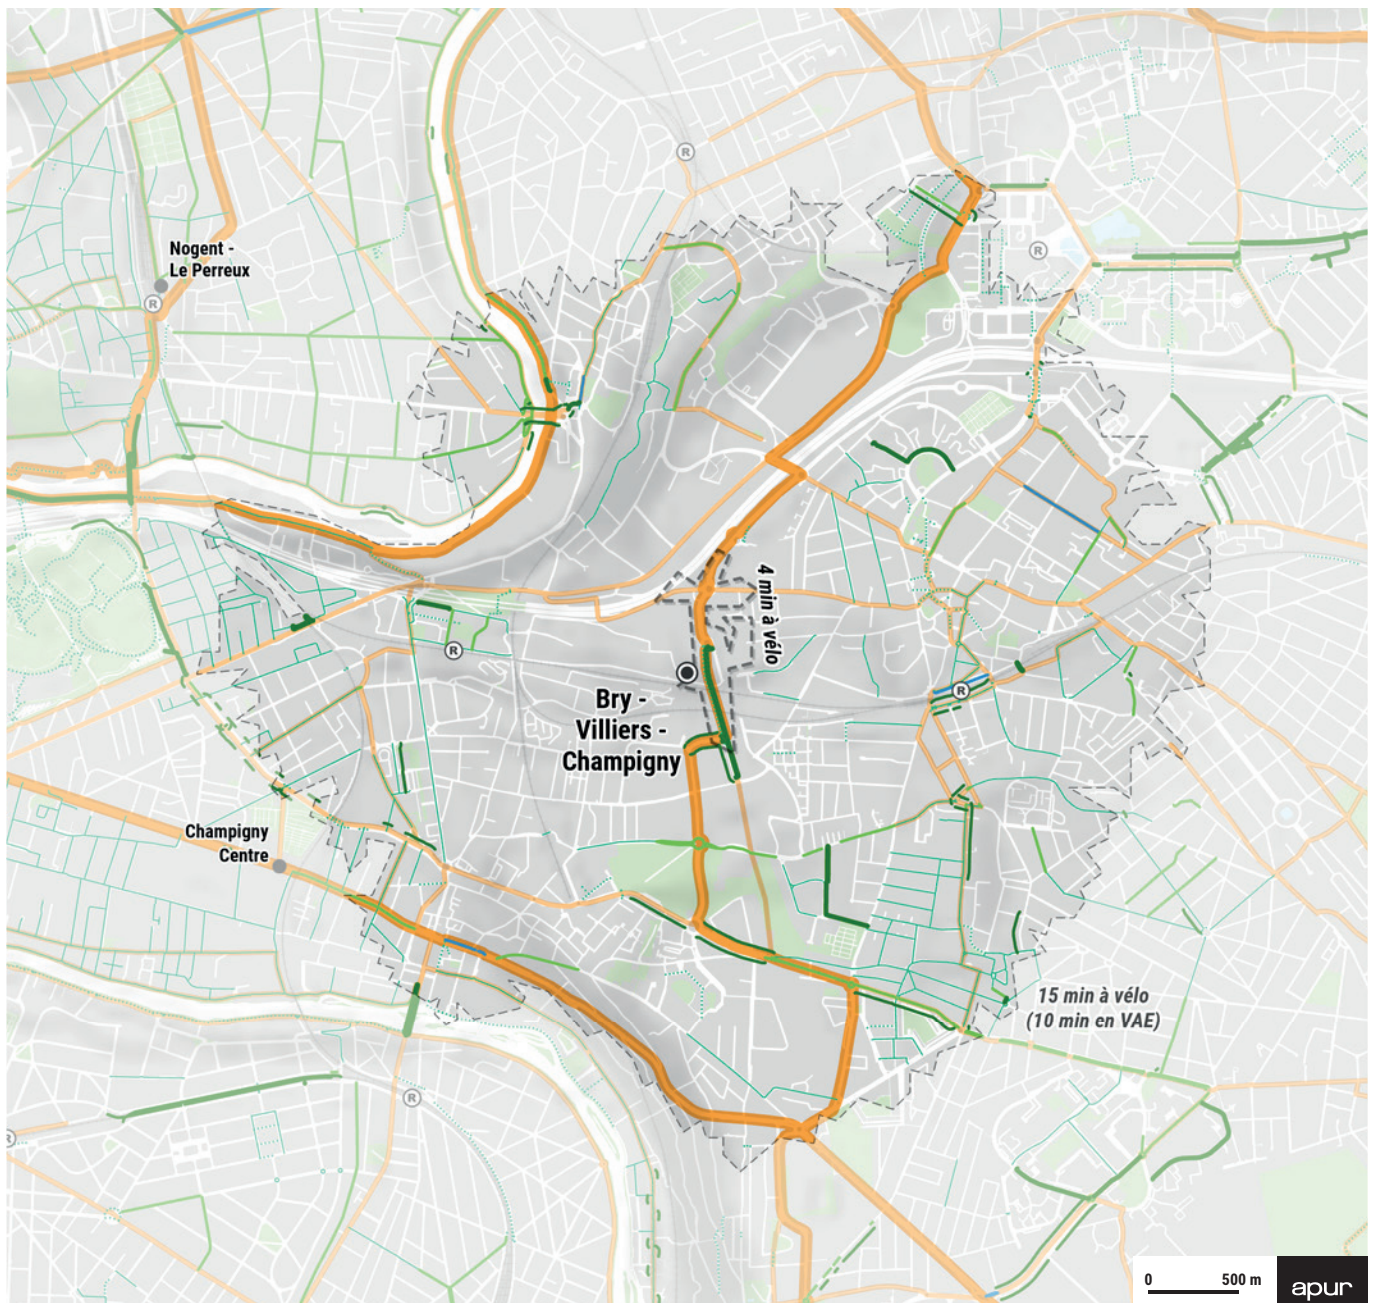 R
Nogent -
Le Perreux
R
R
4 min à vélo
R
R
Bry -
Villiers -
Champigny
Champigny
Centre
15 min à vélo
(10 min en VAE)
R
R
0 500 m
apur